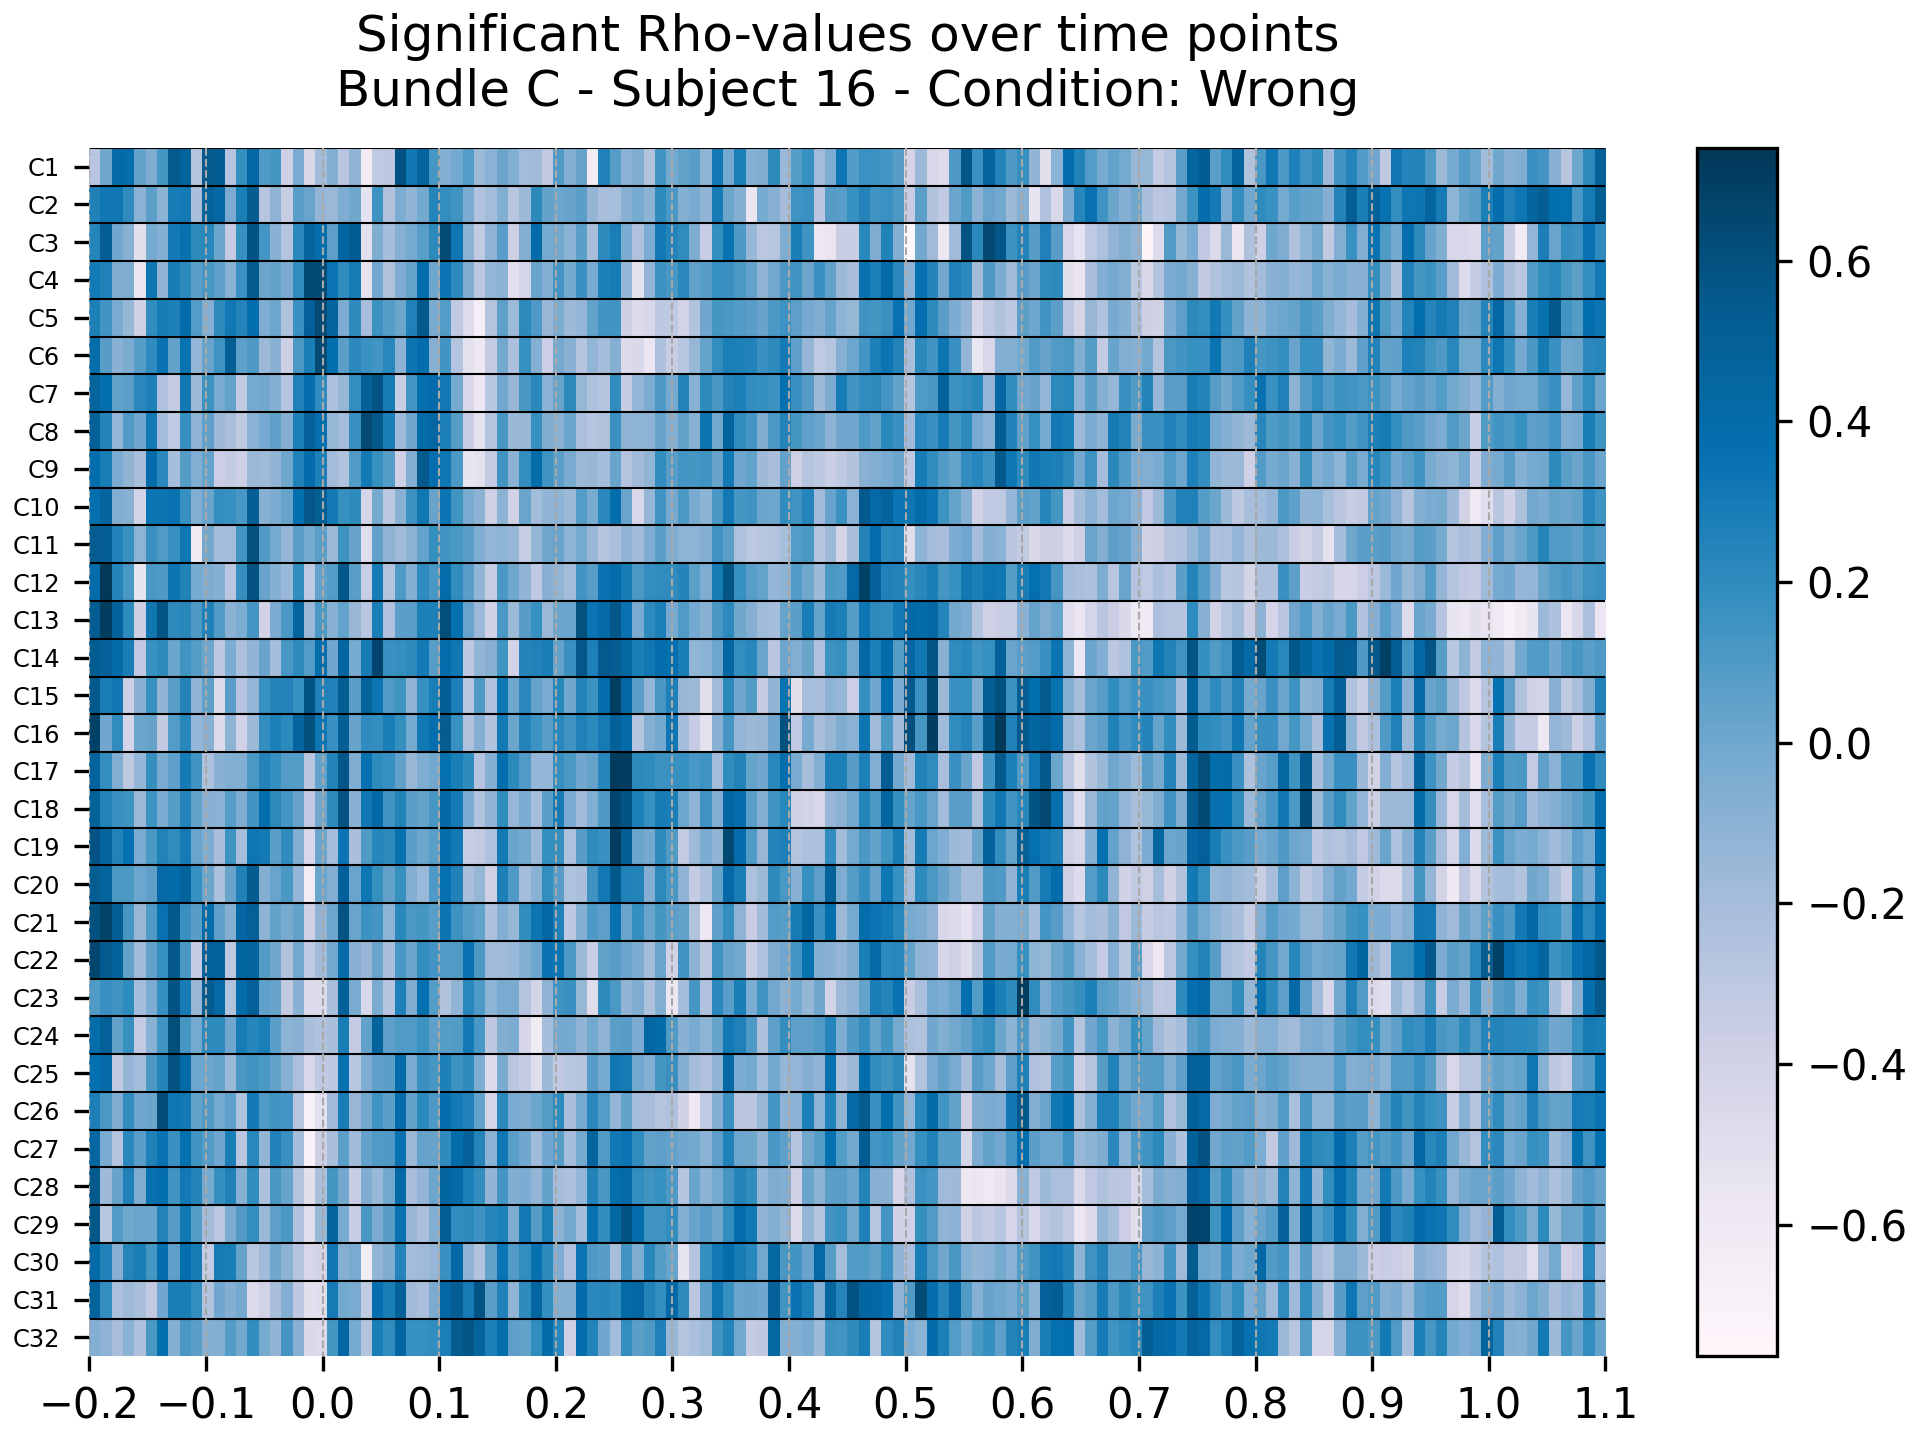 Significant Rho-values over time points
Bundle C - Subject 16 - Condition: Wrong
C1
C2
C3
C4
C5
C6
C7
C8
C9
C10
C11
C12
C13
C14
C15
C16
C17
C18
C19
C20
C21
C22
C23
C24
C25
C26
C27
C28
C29
C30
C31
C32
−0.2 −0.1 0.0 0.1 0.2 0.3 0.4 0.5 0.6 0.7 0.8 0.9 1.0 1.1
0.6
0.4
0.2
0.0
−0.2
−0.4
−0.6